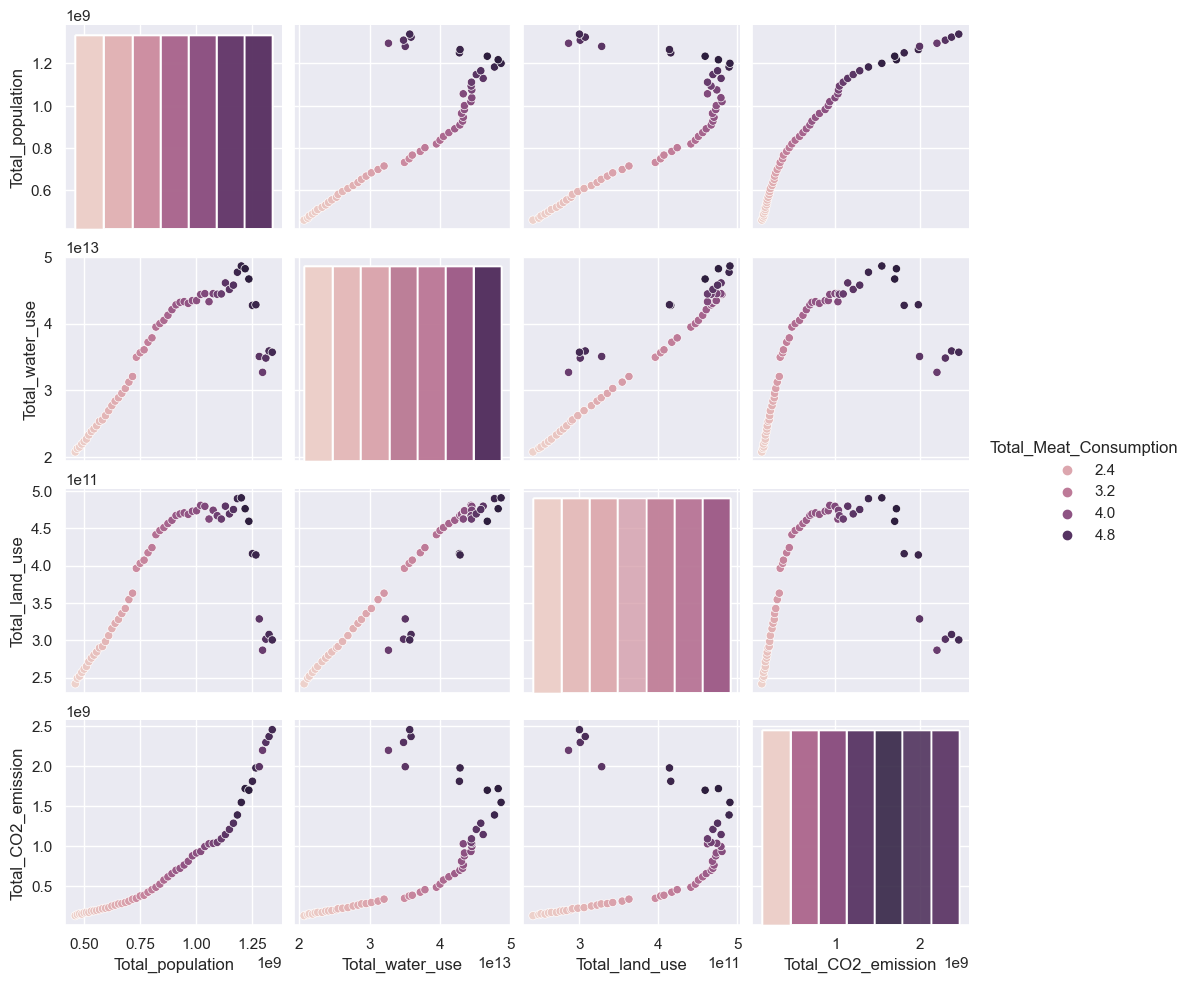 1e9
Total_population
1.2
1.0
0.8
0.6
1e13
Total_water_use
5
4
3
2
1e11
Total_land_use
5.0
4.5
4.0
3.5
3.0
2.5
1e9
Total_CO2_emission
2.5
2.0
1.5
1.0
0.5
0.50 0.75 1.00 1.25
1e9
Total_population
2 3 4 5
1e13
Total_water_use
3 4 5
1e11
Total_land_use
1 2
1e9
Total_CO2_emission
Total_Meat_Consumption
2.4
3.2
4.0
4.8